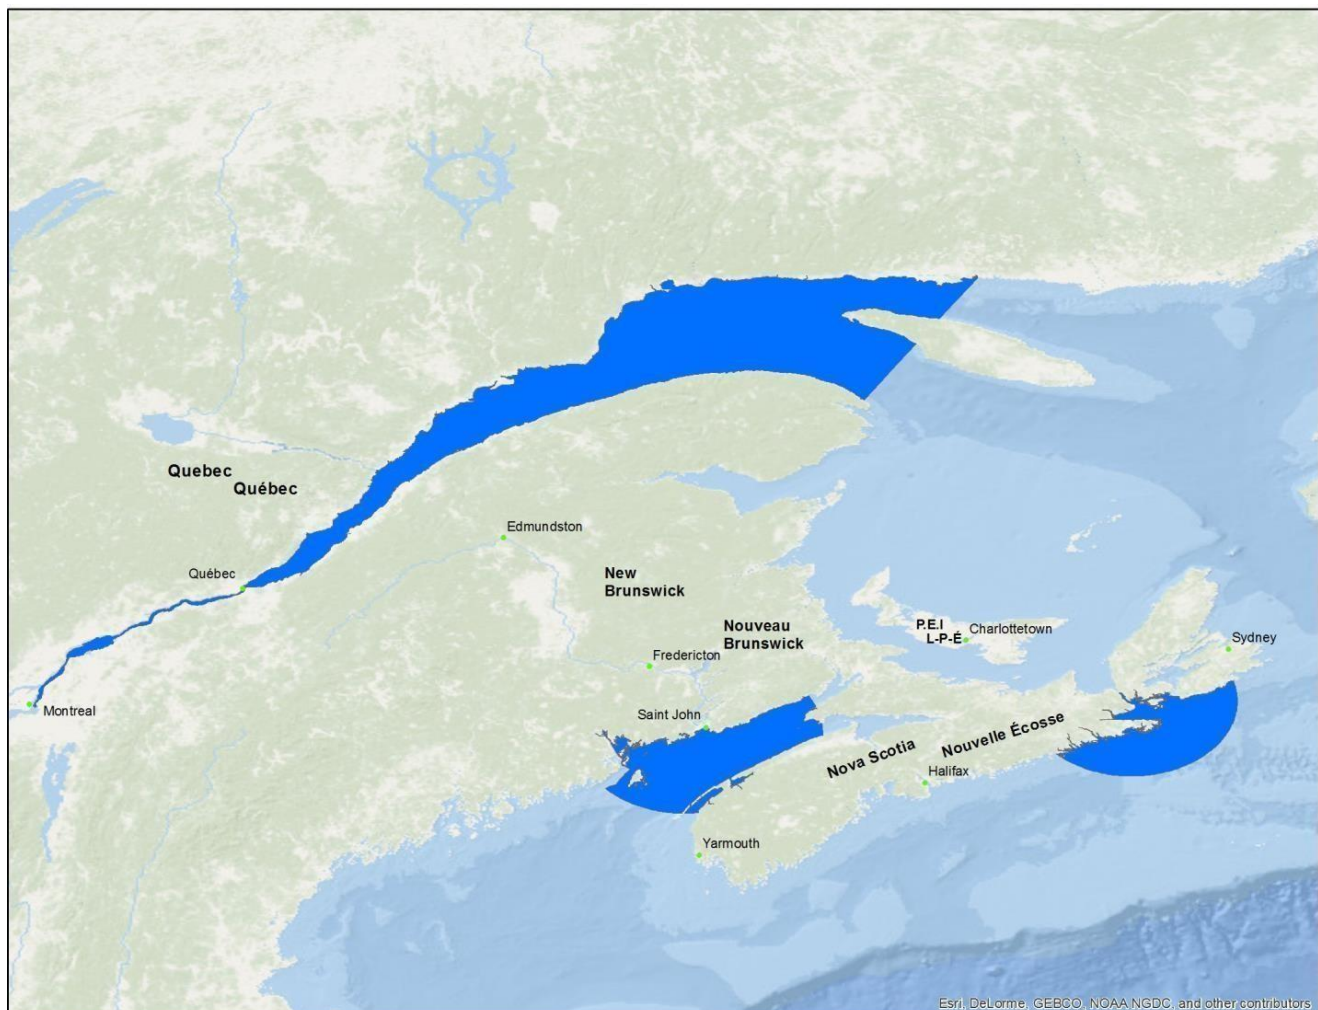 Quebec
Québec
Edmundston
Québec
New
Brunswick
P.E.I
L-P-É
Charlottetown
Nouveau
Brunswick
Sydney
Fredericton
Montreal
Saint John
Nova Scotia
Nouvelle Écosse
Halifax
Yarmouth
Esri, DeLorme, GEBCO, NOAA NGDC, and other contributors